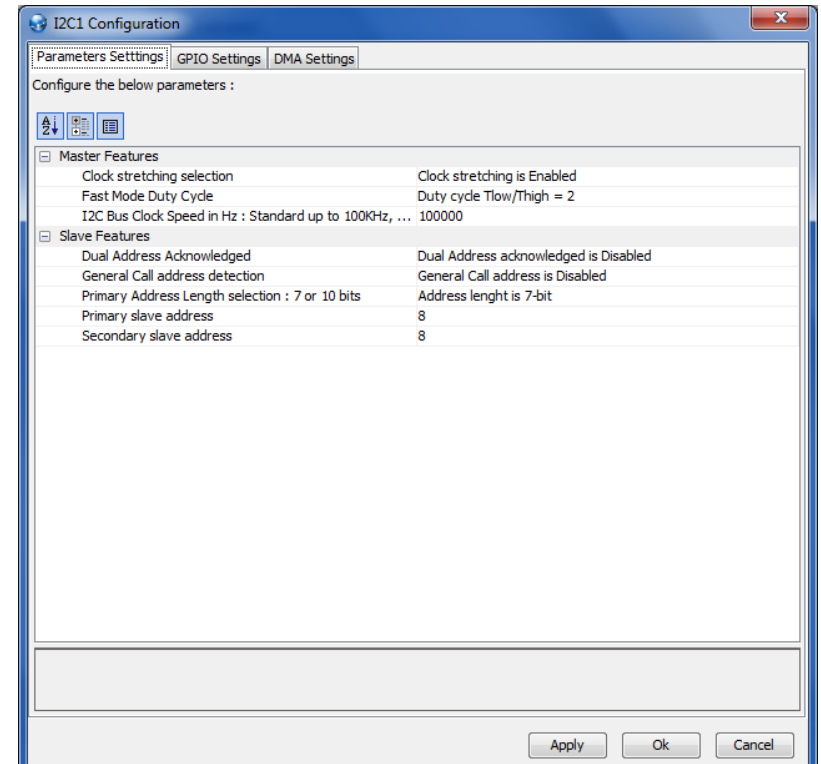 I2C1 Configuration
Parameters Setttings GPIO Settings DMA Settings
Configure the below parameters :
Master Features
Clock stretching selection Clock stretching is Enabled
Fast Mode Duty Cycle Duty cycle Tlow/Thigh = 2
I2C Bus Clock Speed in Hz : Standard up to 100KHz, ... 100000
Slave Features
Dual Address Acknowledged Dual Address acknowledged is Disabled
General Call address detection General Call address is Disabled
Primary Address Length selection : 7 or 10 bits Address lenght is 7-bit
Primary slave address 8
Secondary slave address 8
Apply Ok Cancel